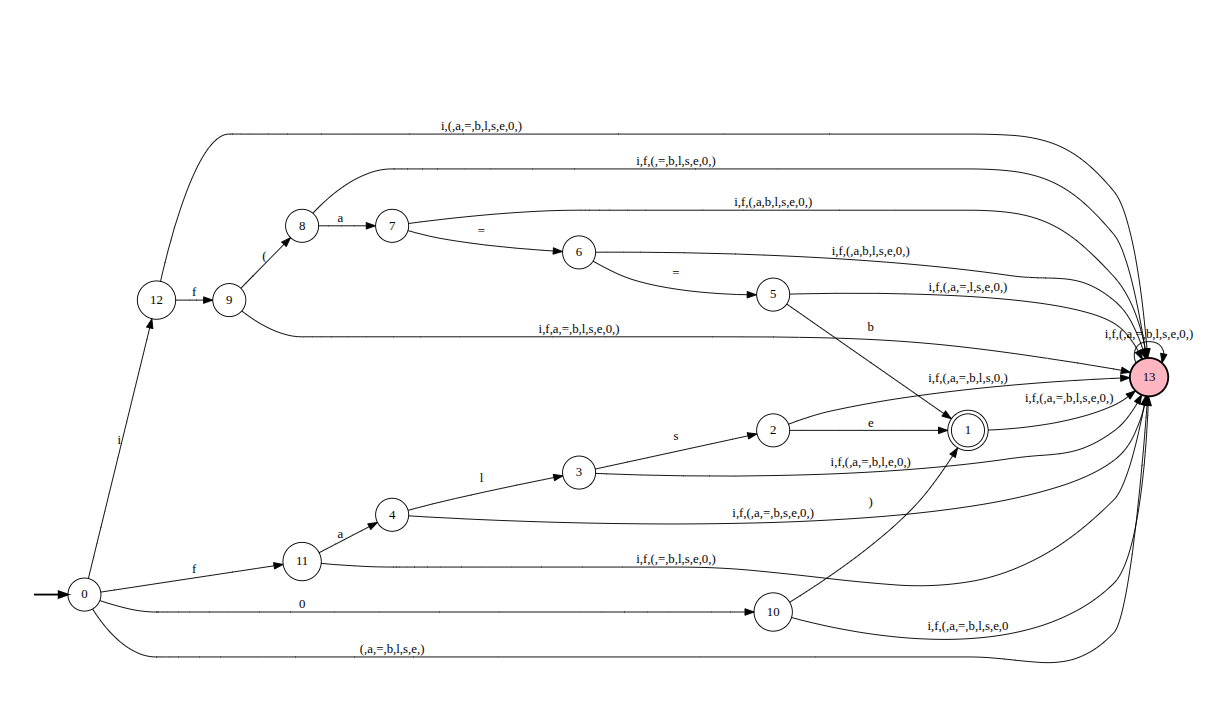 i,(,a,=,b,l,s,e,0,)
i,f,(,=,b,l,s,e,0,)
i,f,(,a,b,l,s,e,0,)
8
a
7
=
6
i,f,(,a,b,l,s,e,0,)
(
=
12
f
9
5
i,f,(,a,=,l,s,e,0,)
i,f,a,=,b,l,s,e,0,)
b
i,f,(,a,=,b,l,s,e,0,)
13
i,f,(,a,=,b,l,s,0,)
i,f,(,a,=,b,l,s,e,0,)
i
s
2
e
1
l
3
i,f,(,a,=,b,l,e,0,)
4
i,f,(,a,=,b,s,e,0,)
)
a
f
11
i,f,(,=,b,l,s,e,0,)
0
0
10
i,f,(,a,=,b,l,s,e,0
(,a,=,b,l,s,e,)